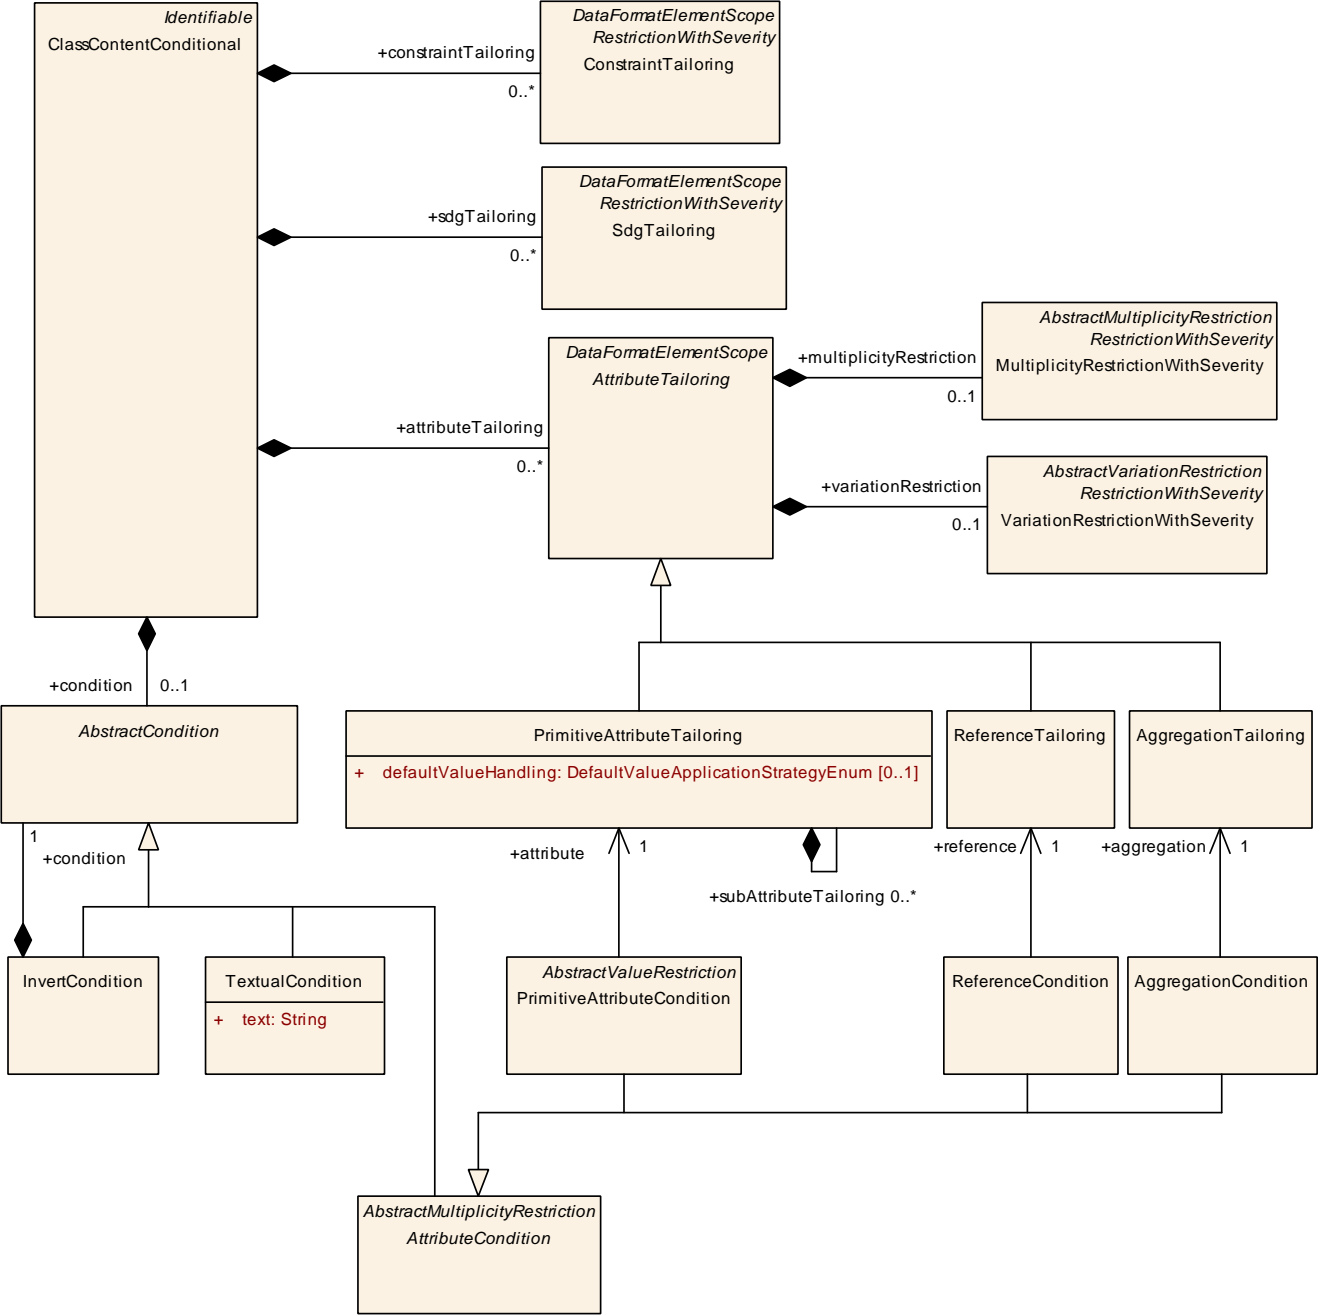 Identifiable
ClassContentConditional
+constraintTailoring
0..*
DataFormatElementScope
RestrictionWithSeverity
ConstraintTailoring
+sdgTailoring
0..*
DataFormatElementScope
RestrictionWithSeverity
SdgTailoring
+attributeTailoring
0..*
DataFormatElementScope
AttributeTailoring
+multiplicityRestriction
0..1
AbstractMultiplicityRestriction
RestrictionWithSeverity
MultiplicityRestrictionWithSeverity
+variationRestriction
0..1
AbstractVariationRestriction
RestrictionWithSeverity
VariationRestrictionWithSeverity
+condition 0..1
AbstractCondition
PrimitiveAttributeTailoring
+ defaultValueHandling: DefaultValueApplicationStrategyEnum [0..1]
ReferenceTailoring
AggregationTailoring
1
+condition
+attribute 1
+subAttributeTailoring 0..*
+reference 1
+aggregation 1
InvertCondition
TextualCondition
+ text: String
AbstractValueRestriction
PrimitiveAttributeCondition
ReferenceCondition
AggregationCondition
AbstractMultiplicityRestriction
AttributeCondition